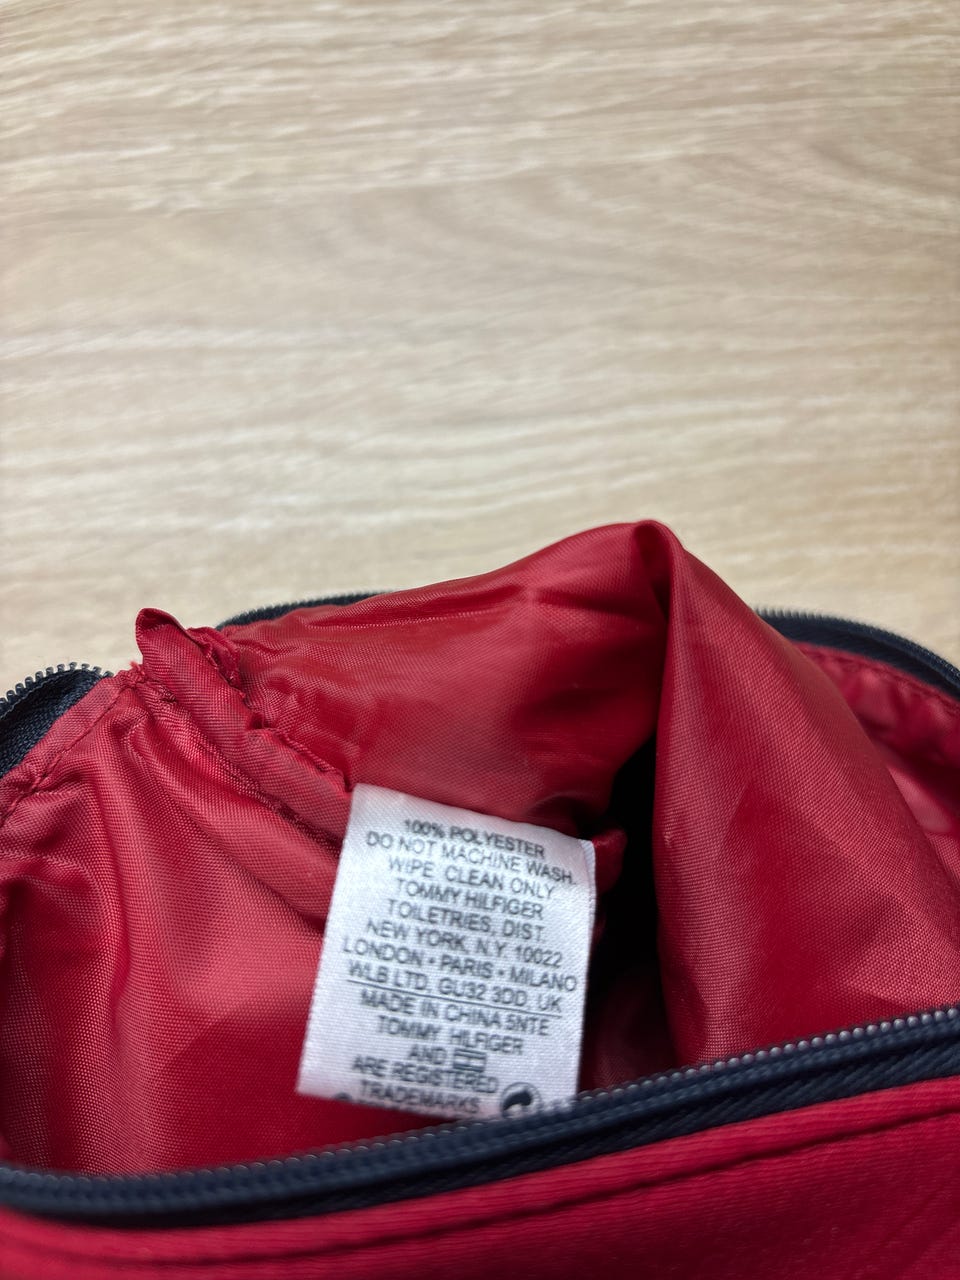 100% POLYESTER
DO NOT MACHINE WASH.
WIPE CLEAN ONLY
TOMMY HILFIGER
TOILETRIES, DIST.
NEW YORK, N.Y. 10022
LONDON • PARIS • MILANO
WLB LTD. GU32 3DD, UK
MADE IN CHINA 5NTE
TOMMY HILFIGER
AND
ARE REGISTERED
TRADEMARKS